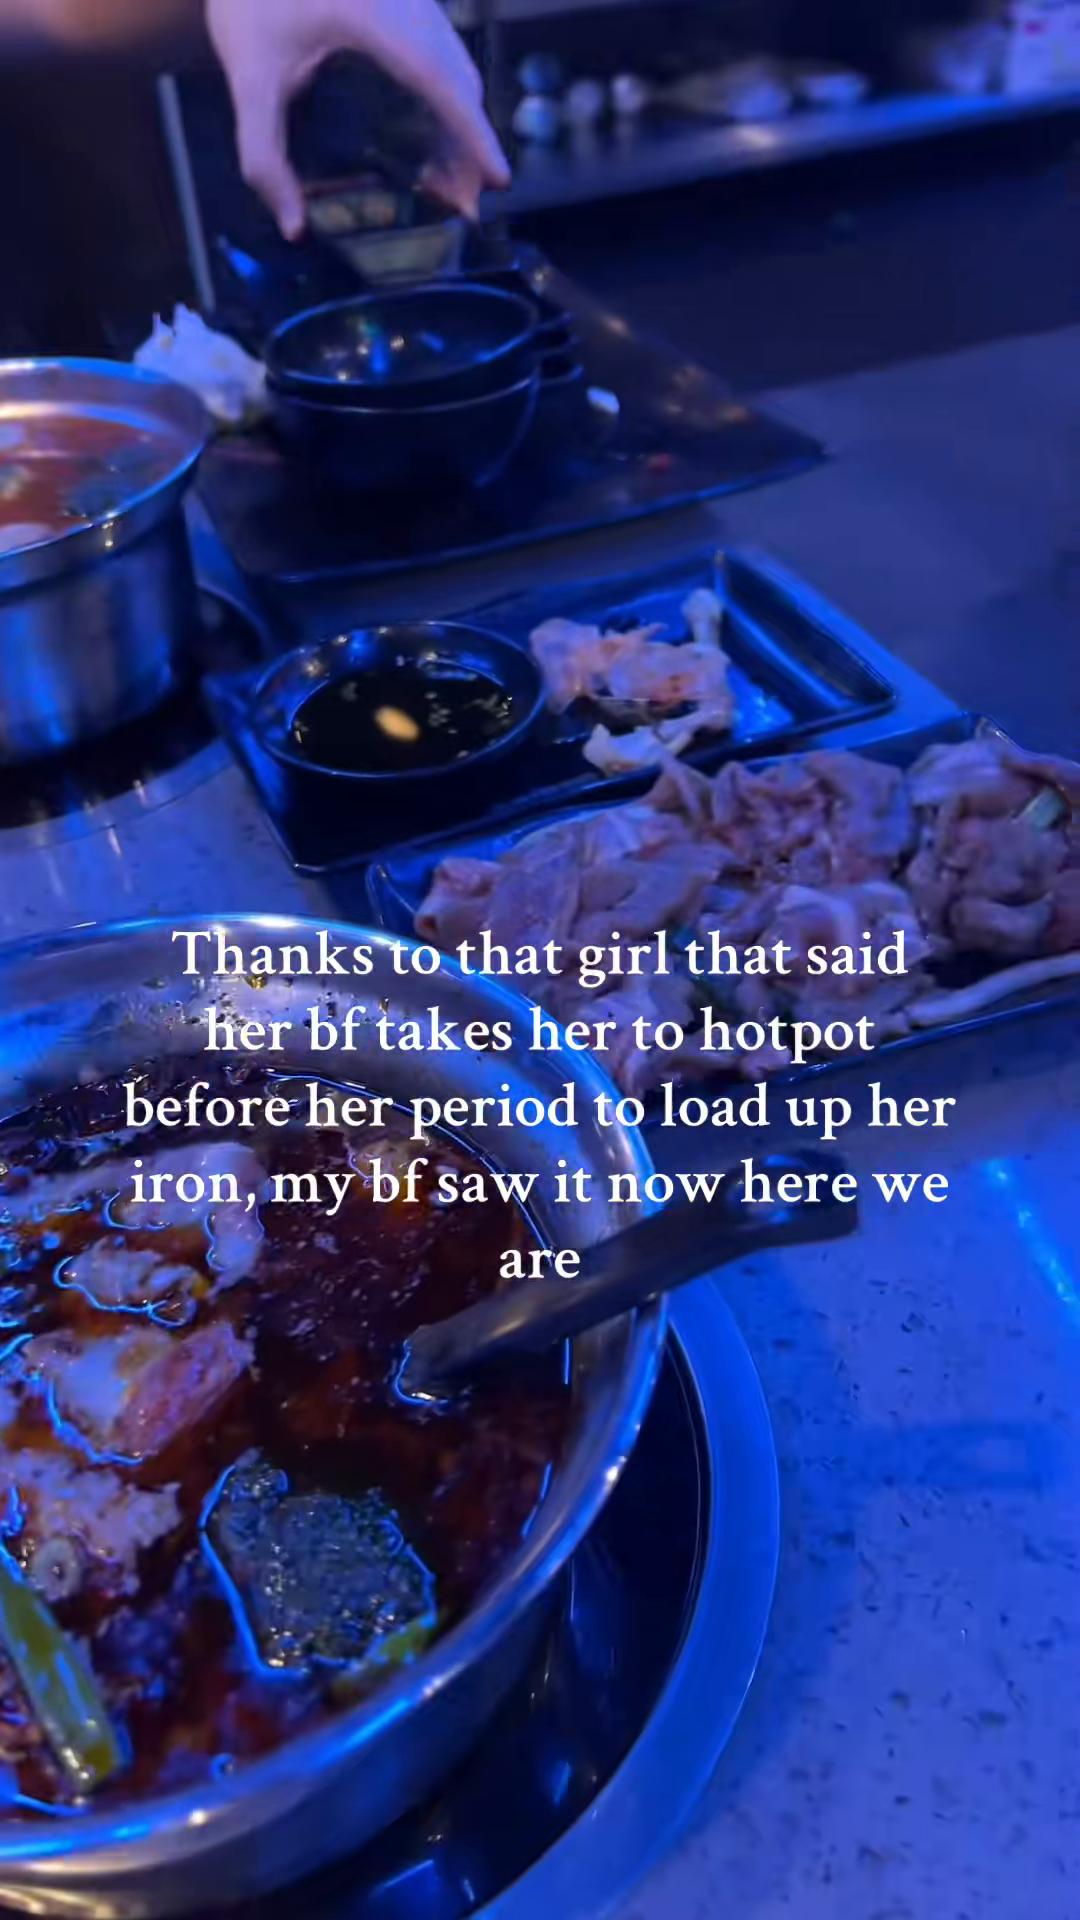 Thanks to that girl that said
her bf takes her to hotpot
before her period to load up her
iron, my bf saw it now here we
are